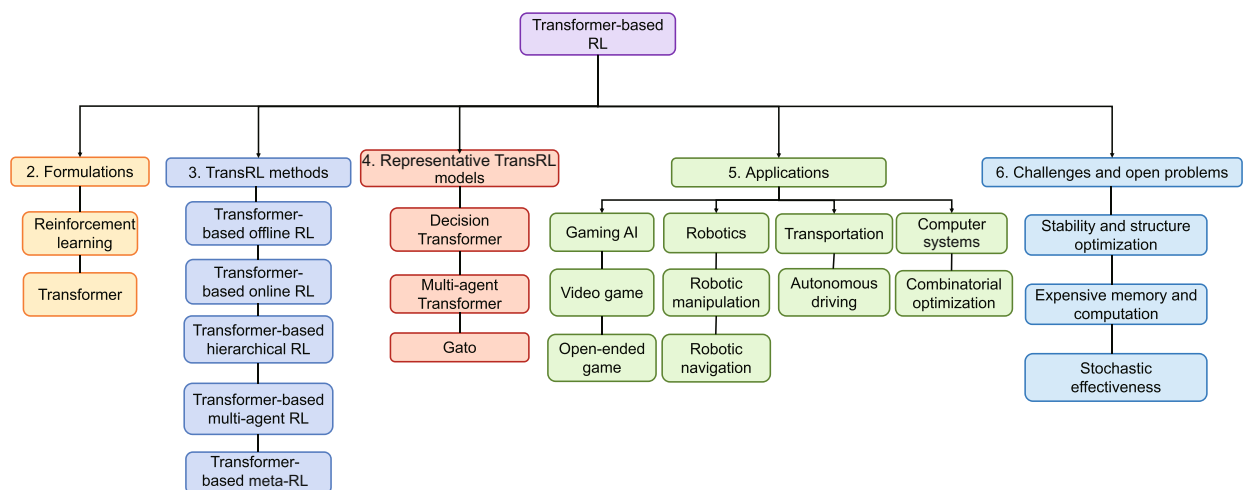 Transformer-based
RL
2. Formulations
Reinforcement
learning
Transformer
3. TransRL methods
Transformer-
based offline RL
Transformer-
based online RL
Transformer-based
hierarchical RL
Transformer-based
multi-agent RL
Transformer-
based meta-RL
4. Representative TransRL
models
Decision
Transformer
Multi-agent
Transformer
Gato
5. Applications
Gaming AI
Video game
Open-ended
game
Robotics
Robotic
manipulation
Robotic
navigation
Transportation
Autonomous
driving
Computer
systems
Combinatorial
optimization
6. Challenges and open problems
Stability and structure
optimization
Expensive memory and
computation
Stochastic
effectiveness